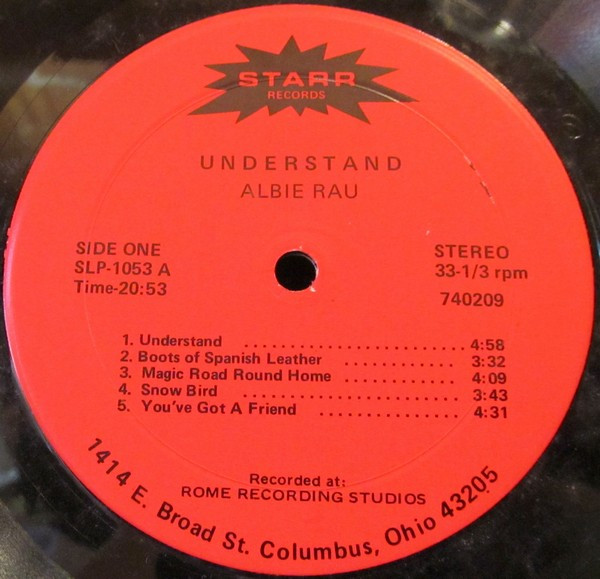 STARR
RECORDS
UNDERSTAND
ALBIE RAU
SIDE ONE
SLP-1053 A
Time-20:53
STEREO
33-1/3 rpm
740209
1. Understand .......................... 4:58
2. Boots of Spanish Leather ............. 3:32
3. Magic Road Round Home ............. 4:09
4. Snow Bird .......................... 3:43
5. You've Got A Friend ................ 4:31
Recorded at:
ROME RECORDING STUDIOS
1414 E. Broad St. Columbus, Ohio 43205